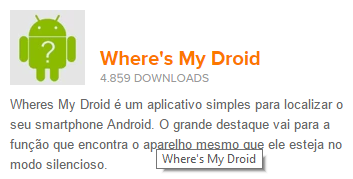 ?
Where's My Droid
4.859 DOWNLOADS
Wheres My Droid é um aplicativo simples para localizar o
seu smartphone Android. O grande destaque vai para a
função que encontra o aparelho mesmo que ele esteja no
modo silencioso.
Where's My Droid